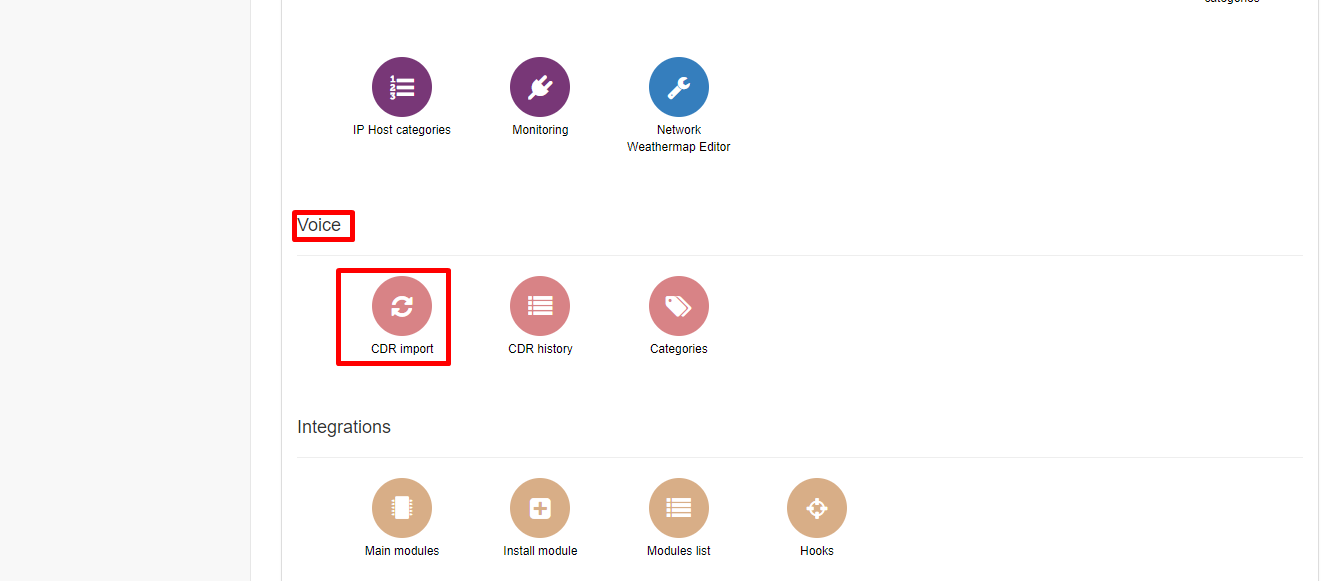 categories
IP Host categories
Monitoring
Network
Weathermap Editor
Voice
CDR import
CDR history
Categories
Integrations
Main modules
Install module
Modules list
Hooks